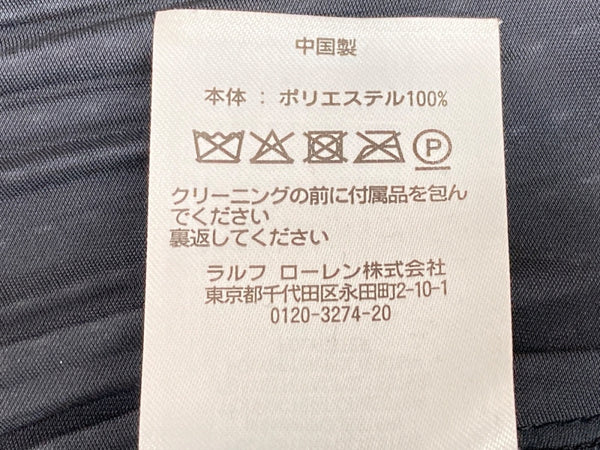 中国製
本体 : ポリエステル100%
P
クリーニングの前に付属品を包ん
でください
裏返してください
ラルフ ローレン株式会社
東京都千代田区永田町2-10-1
0120-3274-20